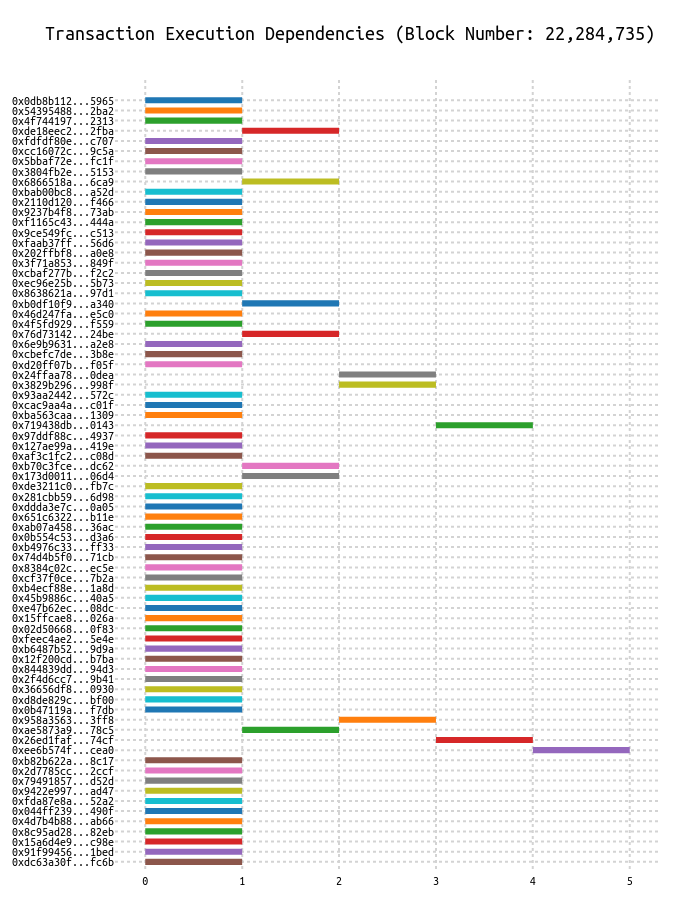 Transaction Execution Dependencies (Block Number: 22,284,735)
0x0db8b112...5965
0x54395488...2ba2
0x4f744197...2313
0xde18eec2...2fba
0xfdfdf80e...c707
0xcc16072c...9c5a
0x5bbaf72e...fc1f
0x3804fb2e...5153
0x6866518a...6ca9
0xbab00bc8...a52d
0x2110d120...f466
0x9237b4f8...73ab
0xf1165c43...444a
0x9ce549fc...c513
0xfaab37ff...56d6
0x202ffbf8...a0e8
0x3f71a853...849f
0xcbaf277b...f2c2
0xec96e25b...5b73
0x8638621a...97d1
0xb0df10f9...a340
0x46d247fa...e5c0
0x4f5fd929...f559
0x76d73142...24be
0x6e9b9631...a2e8
0xcbefc7de...3b8e
0xd20ff07b...f05f
0x24ffaa78...0dea
0x3829b296...998f
0x93aa2442...572c
0xcac9aa4a...c01f
0xba563caa...1309
0x719438db...0143
0x97ddf88c...4937
0x127ae99a...419e
0xaf3c1fc2...c08d
0xb70c3fce...dc62
0x173d0011...06d4
0xde3211c0...fb7c
0x281cbb59...6d98
0xddda3e7c...0a05
0x651c6322...b11e
0xab07a458...36ac
0x0b554c53...d3a6
0xb4976c33...ff33
0x74d4b5f0...71cb
0x8384c02c...ec5e
0xcf37f0ce...7b2a
0xb4ecf88e...1a8d
0x45b9886c...40a5
0xe47b62ec...08dc
0x15ffcae8...026a
0x02d50668...0f83
0xfeec4ae2...5e4e
0xb6487b52...9d9a
0x12f200cd...b7ba
0x844839dd...94d3
0x2f4d6cc7...9b41
0x36656df8...0930
0xd8de829c...bf00
0x0b47119a...f7db
0x958a3563...3ff8
0xae5873a9...78c5
0x26ed1faf...74cf
0xee6b574f...cea0
0xb82b622a...8c17
0x2d7785cc...2ccf
0x79491857...d52d
0x9422e997...ad47
0xfda87e8a...52a2
0x044ff239...490f
0x4d7b4b88...ab66
0x8c95ad28...82eb
0x15a6d4e9...c98e
0x91f99456...1bed
0xdc63a30f...fc6b
0 1 2 3 4 5